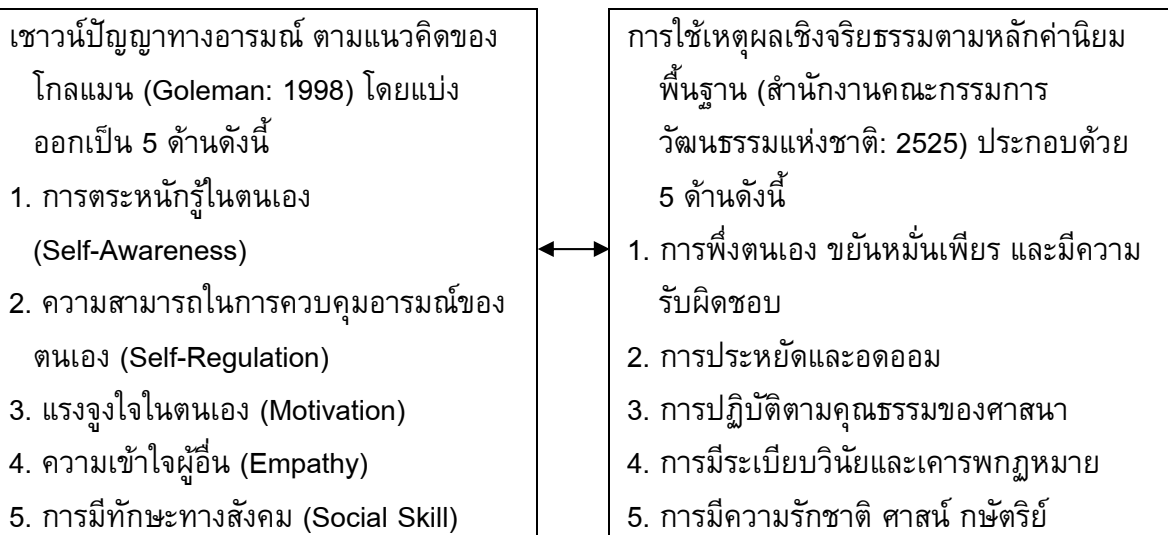 เชาวน์ปัญญาทางอารมณ์ ตามแนวคิดของ
โกลแมน (Goleman: 1998) โดยแบ่ง
ออกเป็น 5 ด้านดังนี้
1. การตระหนักรู้ในตนเอง
(Self-Awareness)
2. ความสามารถในการควบคุมอารมณ์ของ
ตนเอง (Self-Regulation)
3. แรงจูงใจในตนเอง (Motivation)
4. ความเข้าใจผู้อื่น (Empathy)
5. การมีทักษะทางสังคม (Social Skill)
การใช้เหตุผลเชิงจริยธรรมตามหลักค่านิยม
พื้นฐาน (สำนักงานคณะกรรมการ
วัฒนธรรมแห่งชาติ: 2525) ประกอบด้วย
5 ด้านดังนี้
1. การพึ่งตนเอง ขยันหมั่นเพียร และมีความ
รับผิดชอบ
2. การประหยัดและอดออม
3. การปฏิบัติตามคุณธรรมของศาสนา
4. การมีระเบียบวินัยและเคารพกฎหมาย
5. การมีความรักชาติ ศาสน์ กษัตริย์